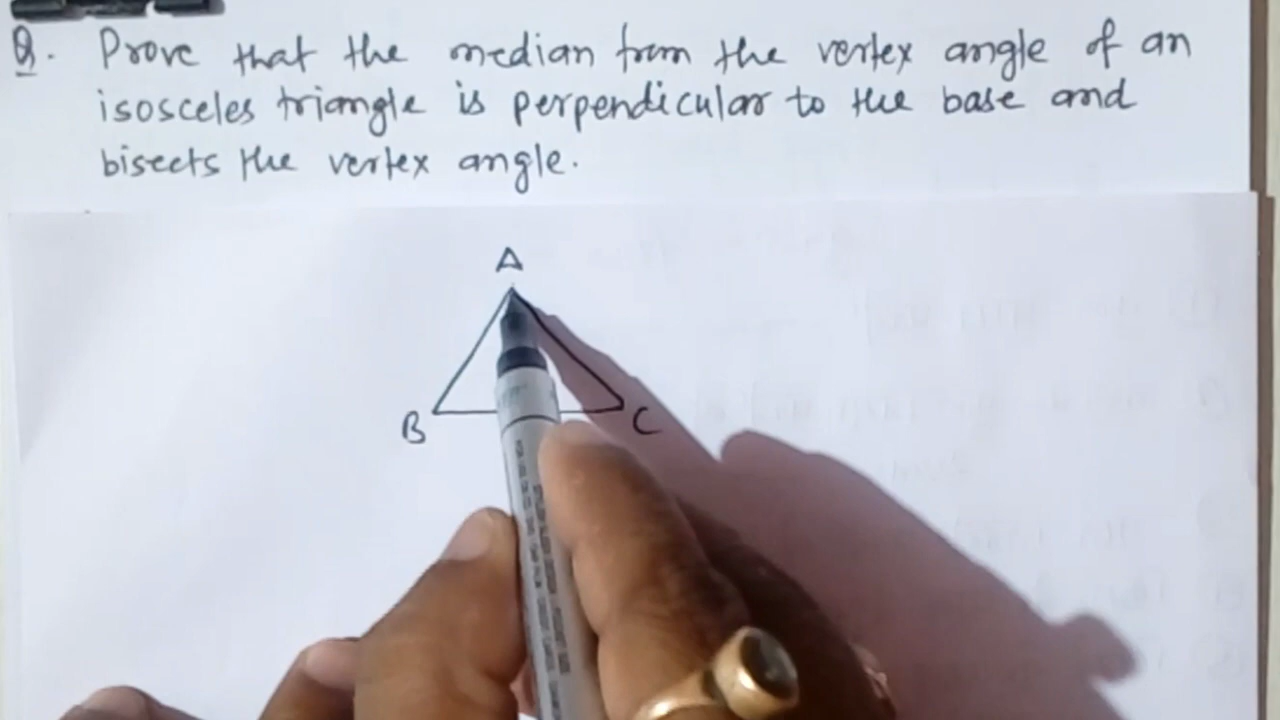 Q. Prove that the median from the vertex angle of an
isosceles triangle is perpendicular to the base and
bisects the vertex angle.
A
B
C